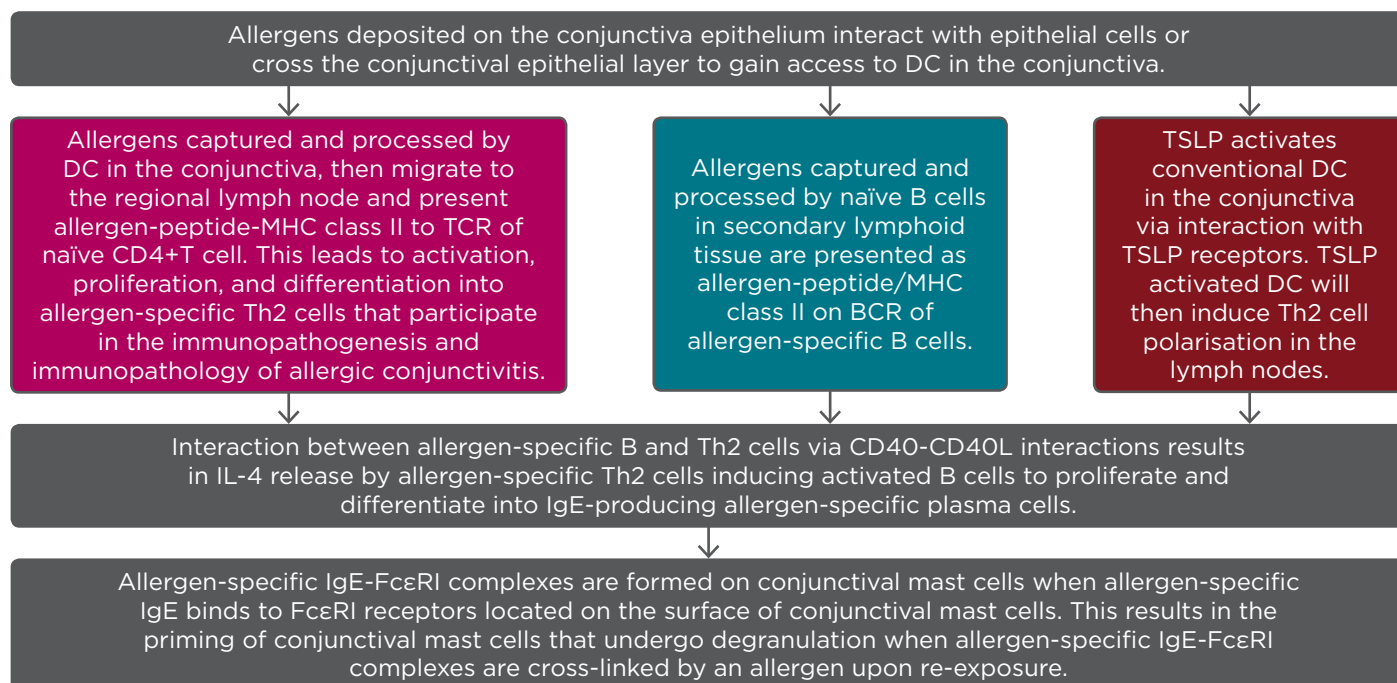 Allergens deposited on the conjunctiva epithelium interact with epithelial cells or
cross the conjunctival epithelial layer to gain access to DC in the conjunctiva.
Allergens captured and processed by
DC in the conjunctiva, then migrate to
the regional lymph node and present
allergen-peptide-MHC class II to TCR of
naïve CD4+T cell. This leads to activation,
proliferation, and differentiation into
allergen-specific Th2 cells that participate
in the immunopathogenesis and
immunopathology of allergic conjunctivitis.
Allergens captured and
processed by naïve B cells
in secondary lymphoid
tissue are presented as
allergen-peptide/MHC
class II on BCR of
allergen-specific B cells.
TSLP activates
conventional DC
in the conjunctiva
via interaction with
TSLP receptors. TSLP
activated DC will
then induce Th2 cell
polarisation in the
lymph nodes.
Interaction between allergen-specific B and Th2 cells via CD40-CD40L interactions results
in IL-4 release by allergen-specific Th2 cells inducing activated B cells to proliferate and
differentiate into IgE-producing allergen-specific plasma cells.
Allergen-specific IgE-FcεRI complexes are formed on conjunctival mast cells when allergen-specific
IgE binds to FcεRI receptors located on the surface of conjunctival mast cells. This results in the
priming of conjunctival mast cells that undergo degranulation when allergen-specific IgE-FcεRI
complexes are cross-linked by an allergen upon re-exposure.